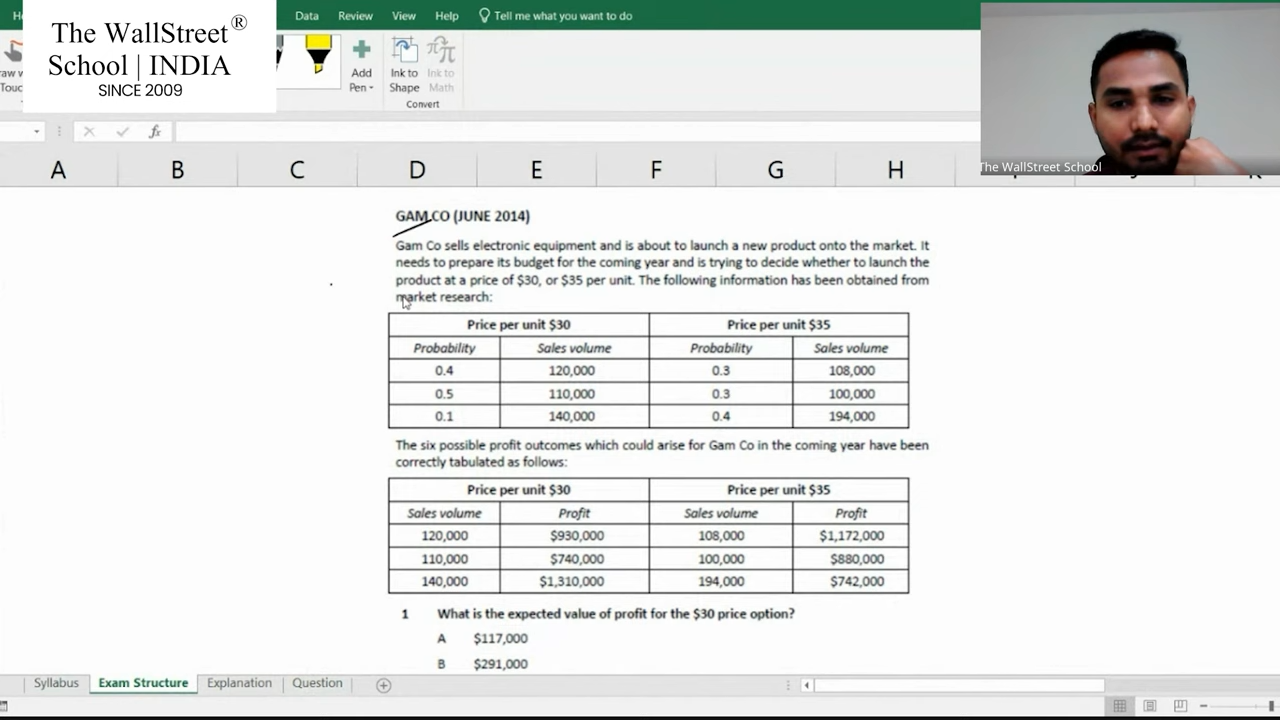 Data Review View Help Tell me what you want to do
The WallStreet®
School | INDIA
SINCE 2009
Add
Pen
Ink to
Shape
Ink to
Math
Convert
fx
A B C D E F G H
The WallStreet School
GAM CO (JUNE 2014)
Gam Co sells electronic equipment and is about to launch a new product onto the market. It
needs to prepare its budget for the coming year and is trying to decide whether to launch the
product at a price of $30, or $35 per unit. The following information has been obtained from
market research:
Price per unit $30 Price per unit $35
Probability Sales volume Probability Sales volume
0.4 120,000 0.3 108,000
0.5 110,000 0.3 100,000
0.1 140,000 0.4 194,000
The six possible profit outcomes which could arise for Gam Co in the coming year have been
correctly tabulated as follows:
Price per unit $30 Price per unit $35
Sales volume Profit Sales volume Profit
120,000 $930,000 108,000 $1,172,000
110,000 $740,000 100,000 $880,000
140,000 $1,310,000 194,000 $742,000
1 What is the expected value of profit for the $30 price option?
A $117,000
B $291,000
Syllabus Exam Structure Explanation Question